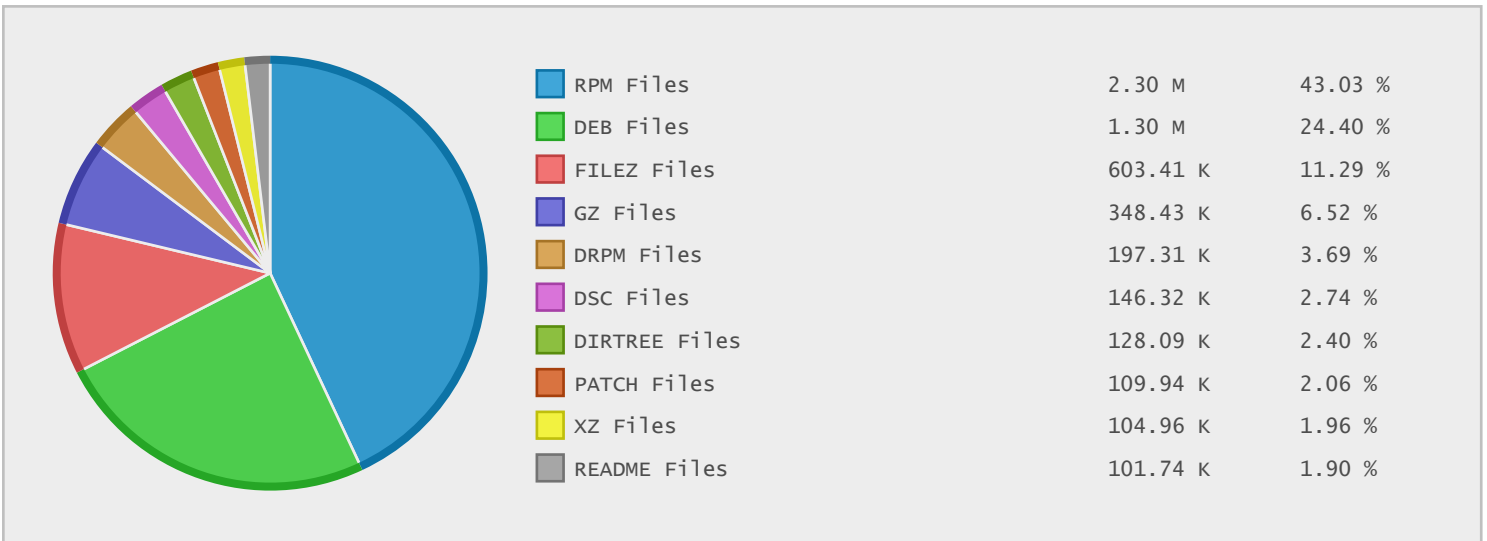 RPM Files 2.30 M 43.03 %
DEB Files 1.30 M 24.40 %
FILEZ Files 603.41 K 11.29 %
GZ Files 348.43 K 6.52 %
DRPM Files 197.31 K 3.69 %
DSC Files 146.32 K 2.74 %
DIRTREE Files 128.09 K 2.40 %
PATCH Files 109.94 K 2.06 %
XZ Files 104.96 K 1.96 %
README Files 101.74 K 1.90 %